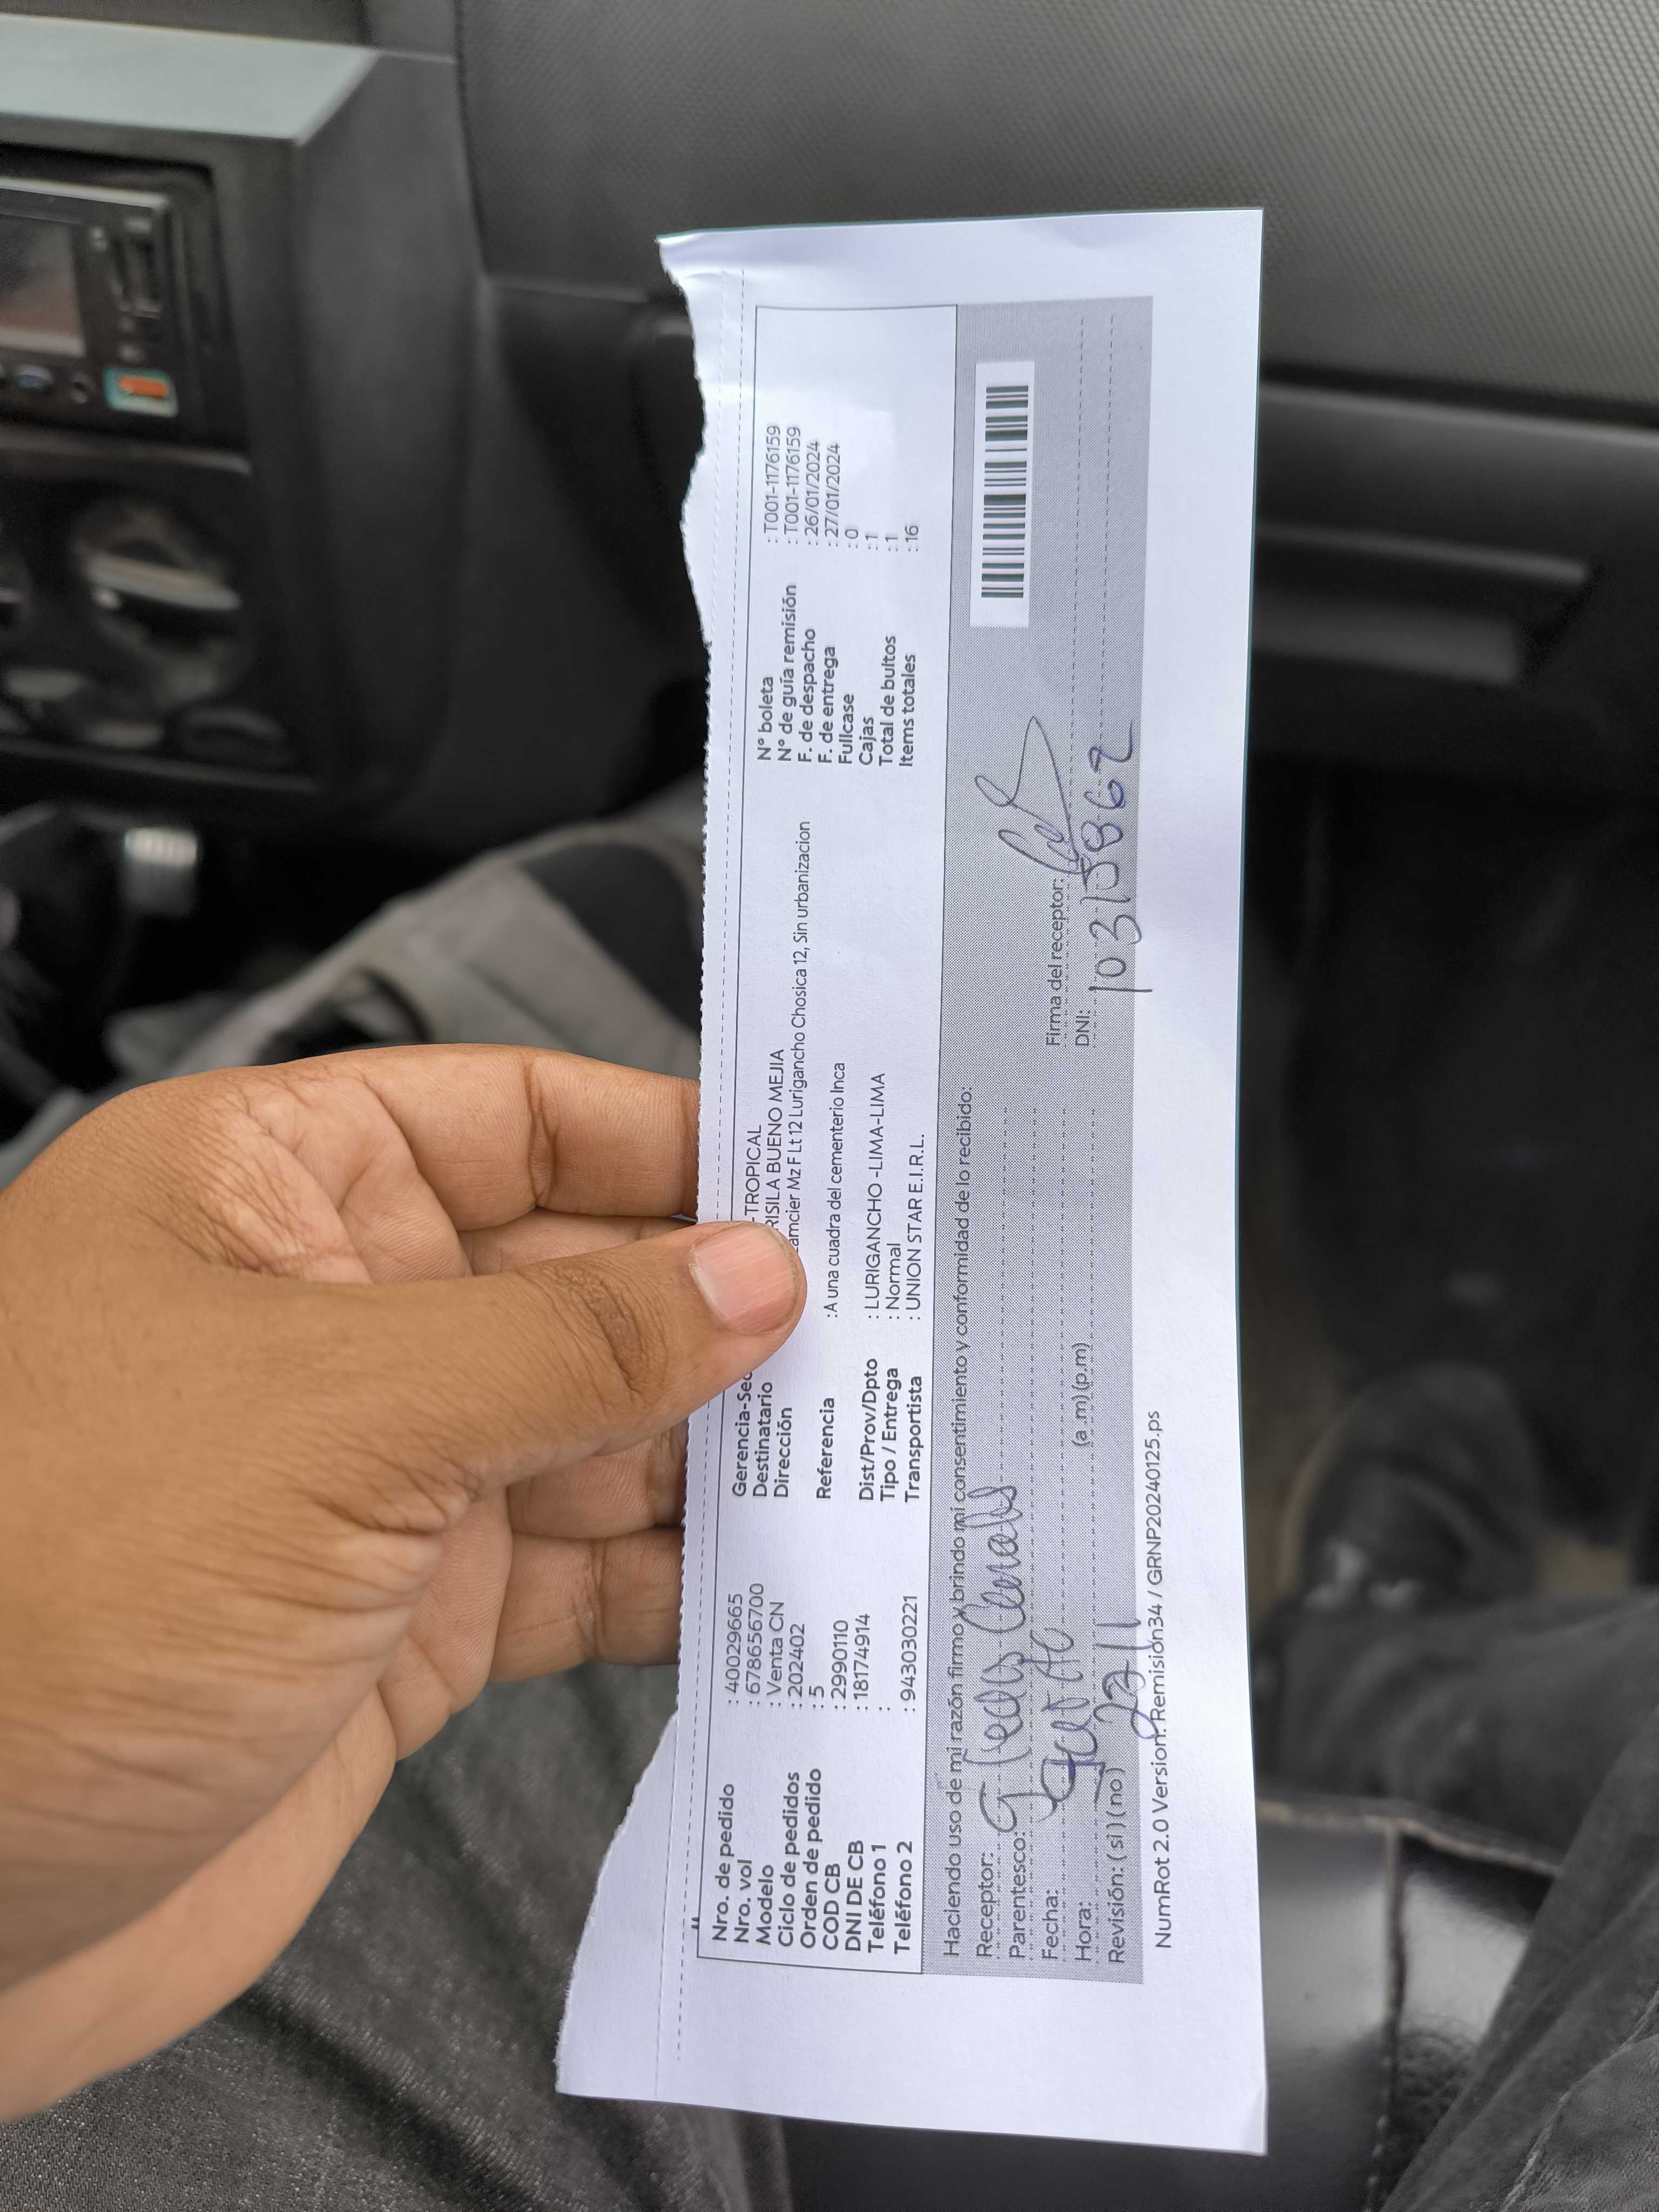 Nro. de pedido : 40029665
Nro. vol : 678656700
Modelo : Venta CN
Ciclo de pedidos : 202402
Orden de pedido : 5
COD CB : 2990110
DNI DE CB : 18174914
Teléfono 1 :
Teléfono 2 : 943030221
Gerencia-Sec -TROPICAL
Destinatario RISILA BUENO MEJIA
Dirección amcier Mz F Lt 12 Lurigancho Chosica 12, Sin urbanizacion
Referencia :A una cuadra del cementerio Inca
Dist/Prov/Dpto : LURIGANCHO -LIMA-LIMA
Tipo / Entrega : Normal
Transportista : UNION STAR E.I.R.L.
N° boleta : T001-1176159
N° de guía remisión : T001-1176159
F. de despacho : 26/01/2024
F. de entrega : 27/01/2024
Fullcase : 0
Cajas : 1
Total de bultos : 1
Items totales : 16
Haciendo uso de mi razón firmo y brindo mi consentimiento y conformidad de lo recibido:
Receptor:
Parentesco:
Fecha:
Hora: (a .m) (p.m)
Revisión: (si) (no)
Firma del receptor:
DNI:
NumRot 2.0 Version: Remisión34 / GRNP20240125.ps